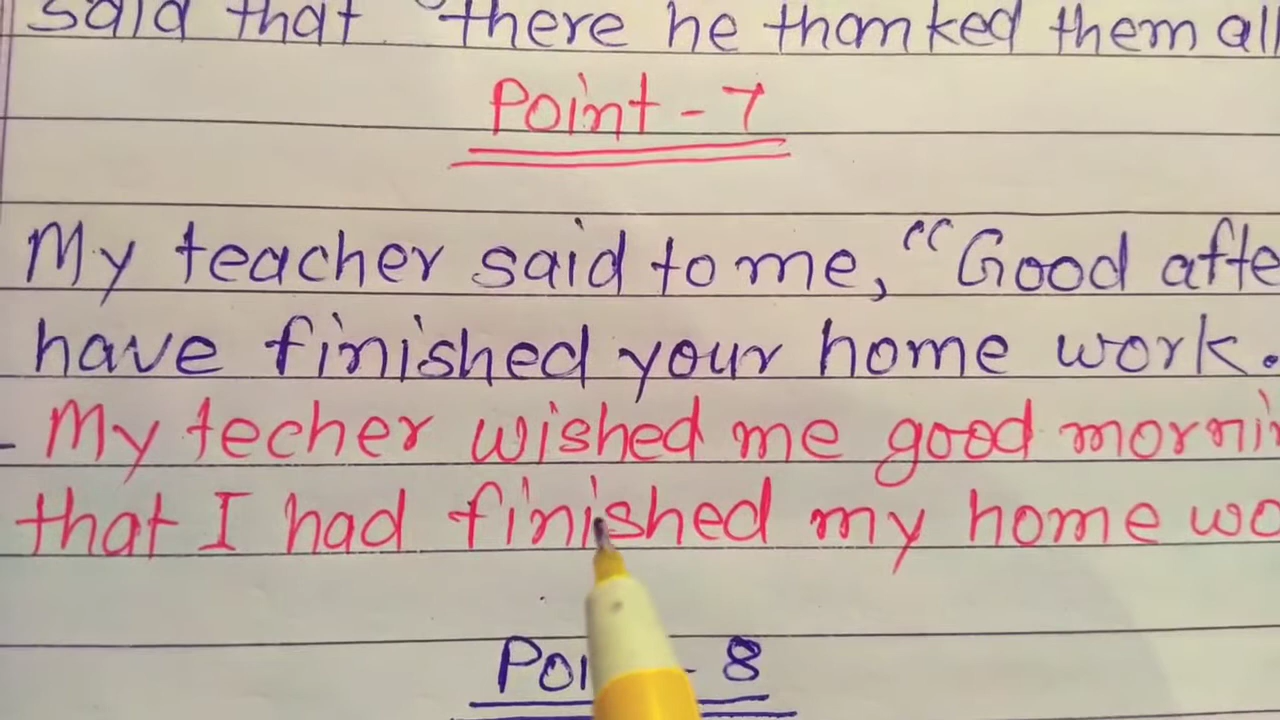 said that there he thanked them all
Point - 7
My teacher said to me, "Good afte
have finished your home work.
- My techer wished me good morni
that I had finished my home wo
Poi - 8